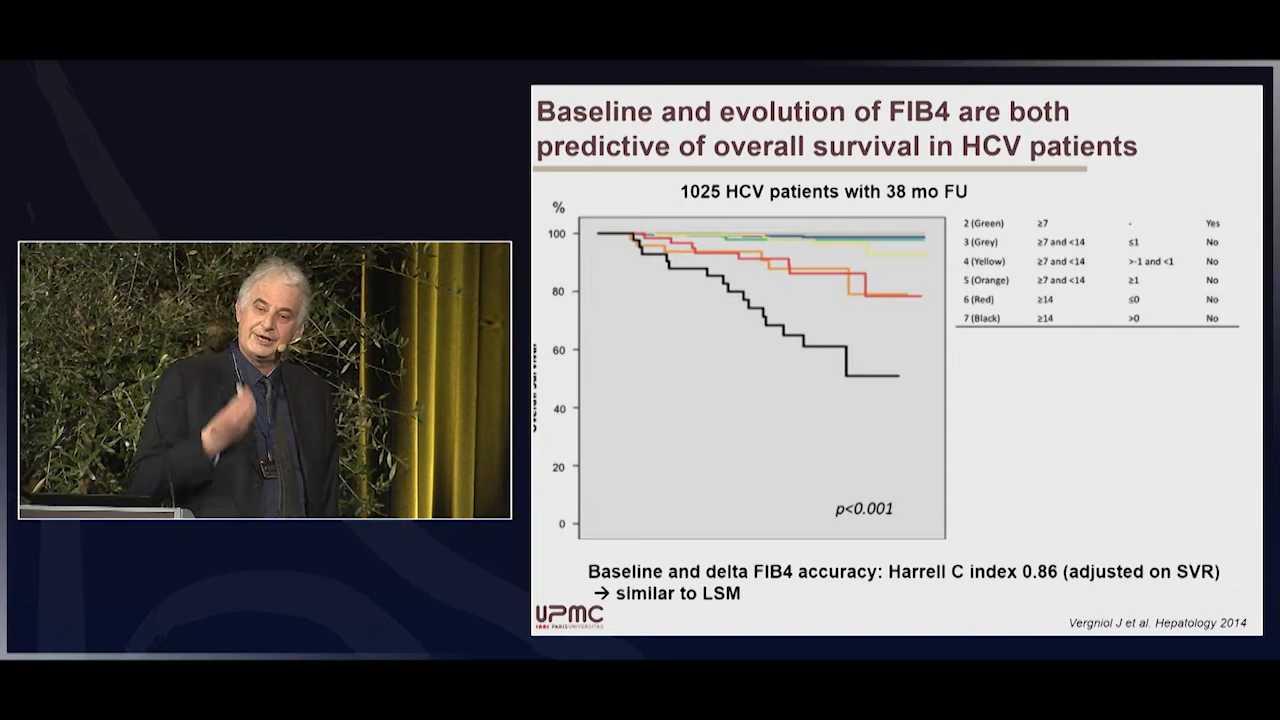 Baseline and evolution of FIB4 are both
predictive of overall survival in HCV patients
1025 HCV patients with 38 mo FU
%
100
80
60
40
20
0
p<0.001
2 (Green) ≥7 - Yes
3 (Grey) ≥7 and <14 ≤1 No
4 (Yellow) ≥7 and <14 >-1 and <1 No
5 (Orange) ≥7 and <14 ≥1 No
6 (Red) ≥14 ≤0 No
7 (Black) ≥14 >0 No
Baseline and delta FIB4 accuracy: Harrell C index 0.86 (adjusted on SVR)
→ similar to LSM
UPMC
PARISUNIVERSITAS
Vergniol J et al. Hepatology 2014